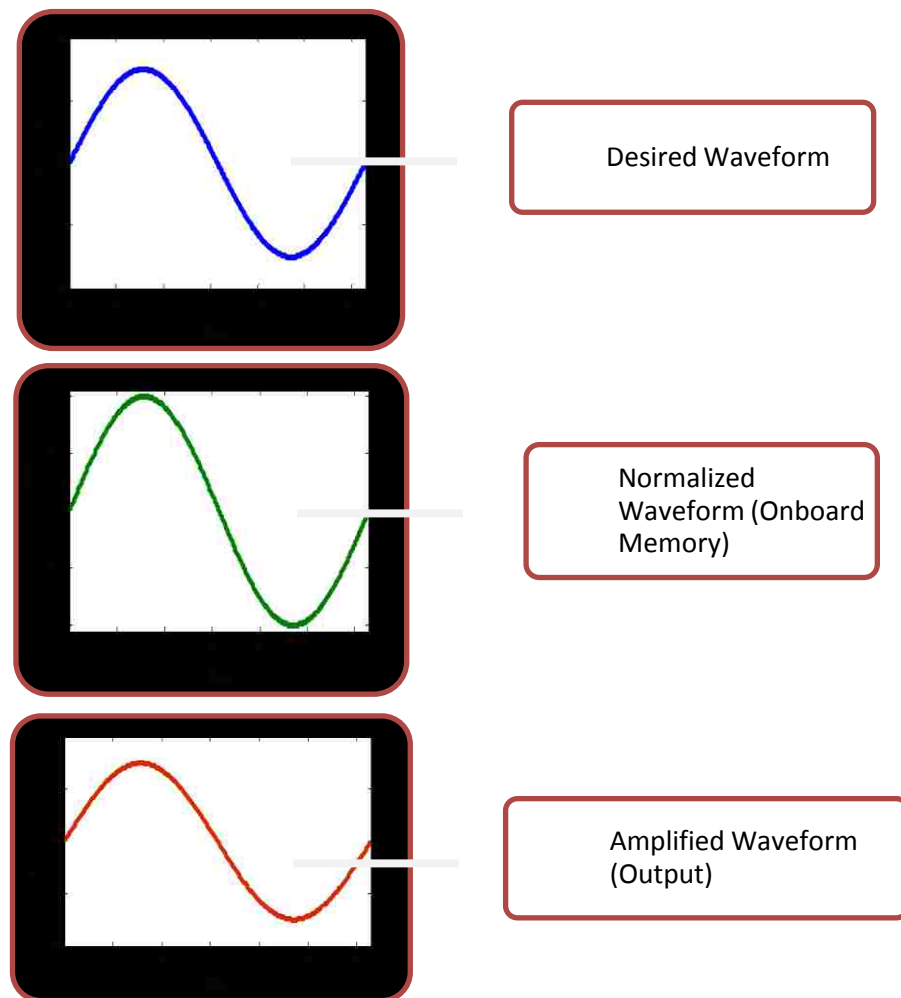 Desired Waveform
Normalized
Waveform (Onboard
Memory)
Amplified Waveform
(Output)